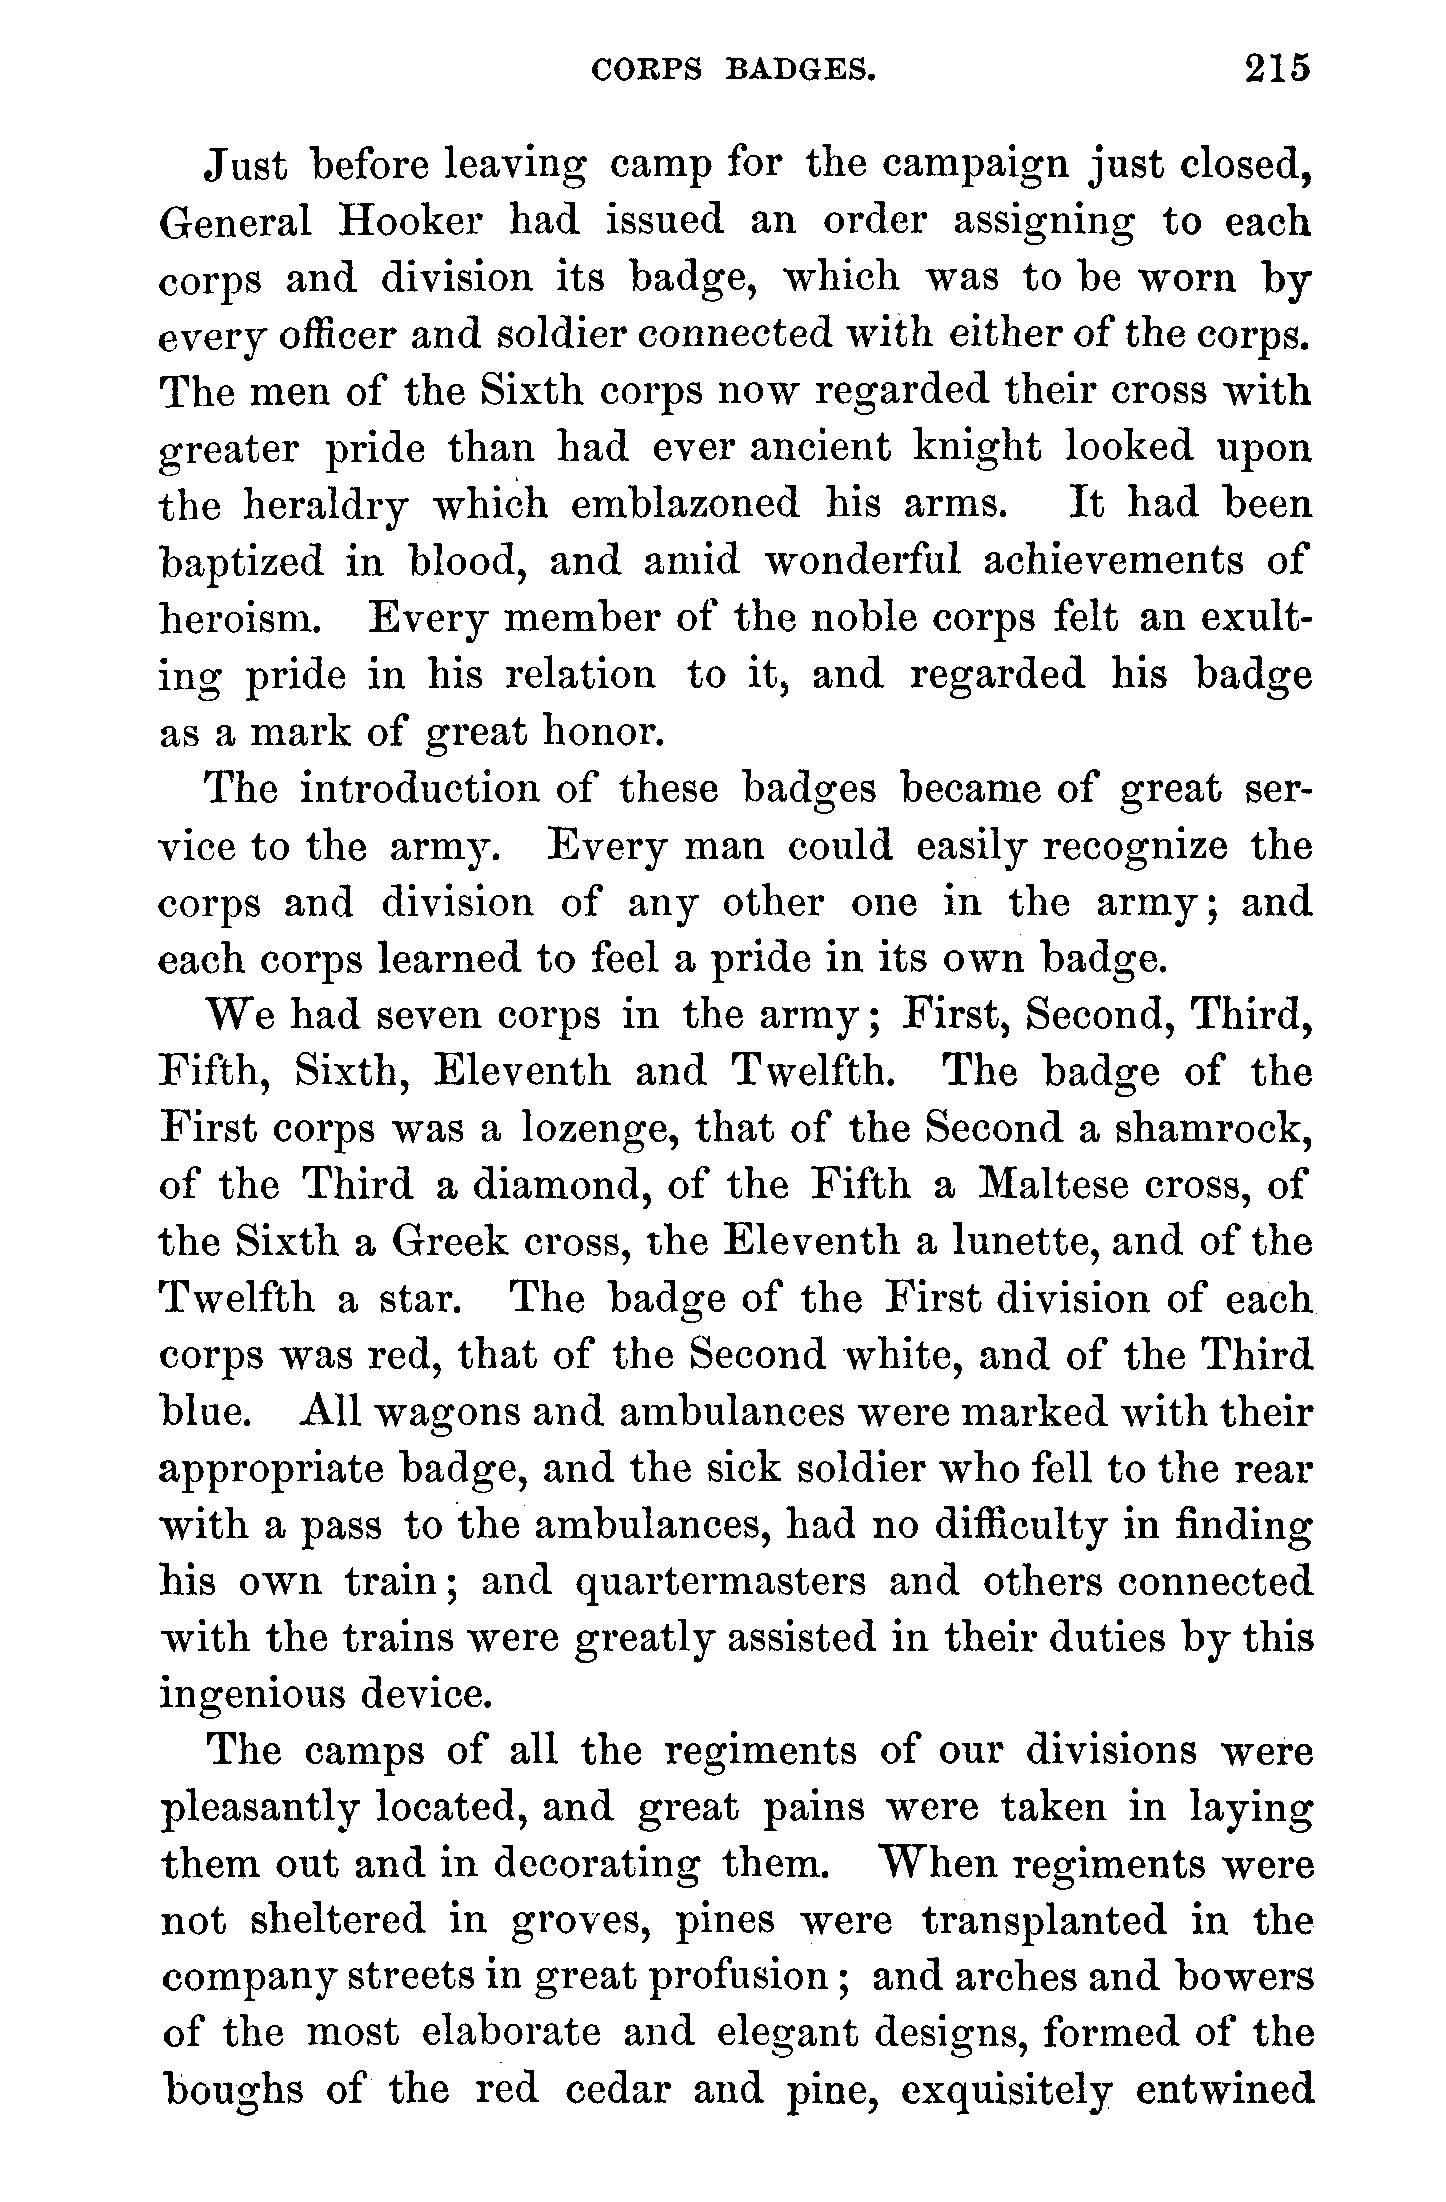 CORPS BADGES. 215
Just before leaving camp for the campaign just closed,
General Hooker had issued an order assigning to each
corps and division its badge, which was to be worn by
every officer and soldier connected with either of the corps.
The men of the Sixth corps now regarded their cross with
greater pride than had ever ancient knight looked upon
the heraldry which emblazoned his arms. It had been
baptized in blood, and amid wonderful achievements of
heroism. Every member of the noble corps felt an exult-
ing pride in his relation to it, and regarded his badge
as a mark of great honor.
The introduction of these badges became of great ser-
vice to the army. Every man could easily recognize the
corps and division of any other one in the army; and
each corps learned to feel a pride in its own badge.
We had seven corps in the army; First, Second, Third,
Fifth, Sixth, Eleventh and Twelfth. The badge of the
First corps was a lozenge, that of the Second a shamrock,
of the Third a diamond, of the Fifth a Maltese cross, of
the Sixth a Greek cross, the Eleventh a lunette, and of the
Twelfth a star. The badge of the First division of each
corps was red, that of the Second white, and of the Third
blue. All wagons and ambulances were marked with their
appropriate badge, and the sick soldier who fell to the rear
with a pass to the ambulances, had no difficulty in finding
his own train; and quartermasters and others connected
with the trains were greatly assisted in their duties by this
ingenious device.
The camps of all the regiments of our divisions were
pleasantly located, and great pains were taken in laying
them out and in decorating them. When regiments were
not sheltered in groves, pines were transplanted in the
company streets in great profusion; and arches and bowers
of the most elaborate and elegant designs, formed of the
boughs of the red cedar and pine, exquisitely entwined